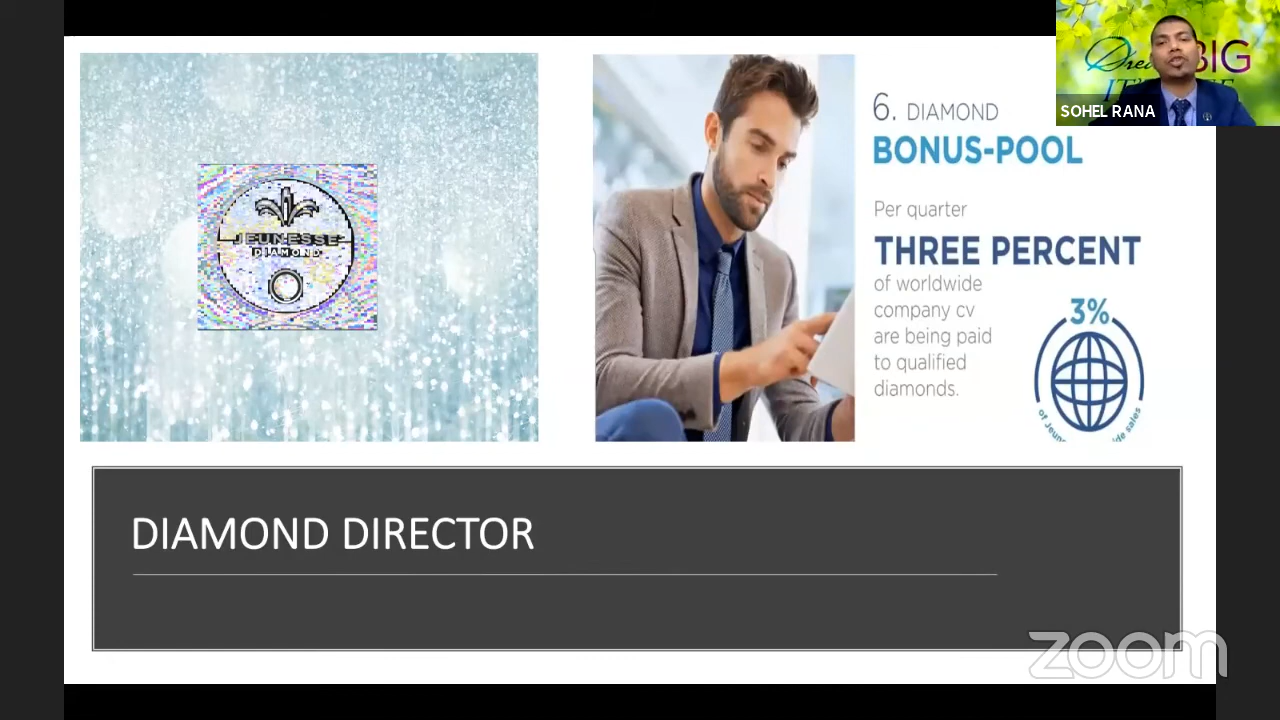 JEUNESSE
DIAMOND
6. DIAMOND
BONUS-POOL
Per quarter
THREE PERCENT
of worldwide
company cv
are being paid
to qualified
diamonds.
3%
BIG
SOHEL RANA
DIAMOND DIRECTOR
zoom